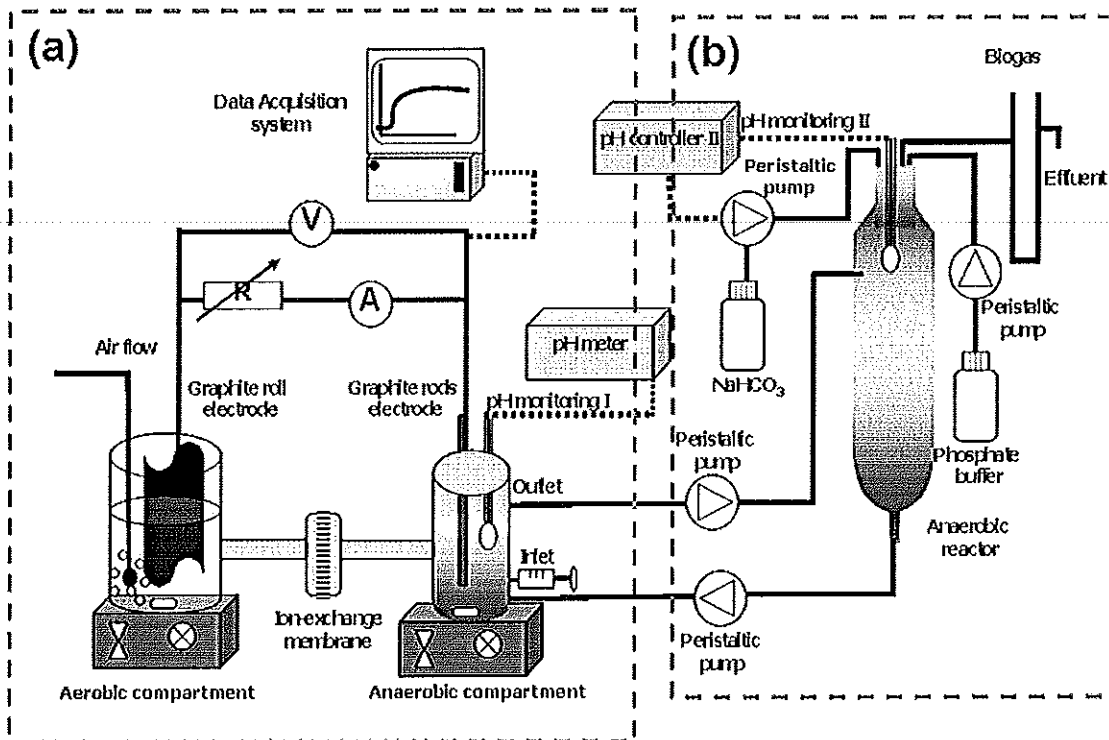 (a)
Data Acquisition
system
V
R
A
Air flow
Graphite roll
electrode
Graphite rods
electrode
pH meter
pH monitoring I
Outlet
Inlet
Ion-exchange
membrane
Aerobic compartment
Anaerobic compartment
(b)
Biogas
pH monitoring II
pH controller-II
Peristaltic
pump
Effluent
NaHCO3
Peristaltic
pump
Phosphate
buffer
Peristaltic
pump
Anaerobic
reactor
Peristaltic
pump